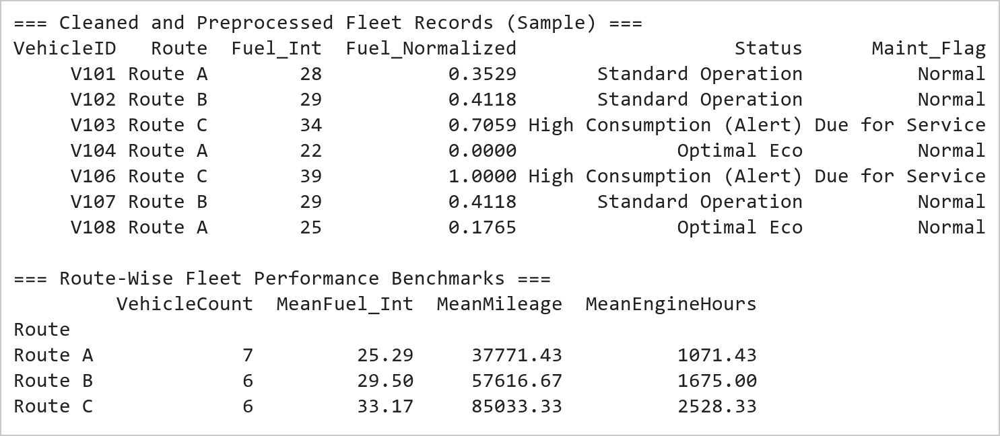 === Cleaned and Preprocessed Fleet Records (Sample) ===
VehicleID   Route  Fuel_Int  Fuel_Normalized                   Status      Maint_Flag
     V101 Route A        28           0.3529       Standard Operation          Normal
     V102 Route B        29           0.4118       Standard Operation          Normal
     V103 Route C        34           0.7059 High Consumption (Alert) Due for Service
     V104 Route A        22           0.0000              Optimal Eco          Normal
     V106 Route C        39           1.0000 High Consumption (Alert) Due for Service
     V107 Route B        29           0.4118       Standard Operation          Normal
     V108 Route A        25           0.1765              Optimal Eco          Normal

=== Route-Wise Fleet Performance Benchmarks ===
         VehicleCount  MeanFuel_Int  MeanMileage  MeanEngineHours
Route
Route A             7         25.29     37771.43          1071.43
Route B             6         29.50     57616.67          1675.00
Route C             6         33.17     85033.33          2528.33